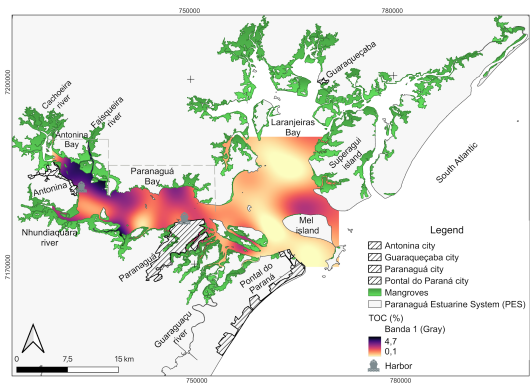 750000
780000
7200000
7170000
Guaraqueçaba
Cachoeira
river
Faisqueira
river
Antonina
Bay
Laranjeiras
Bay
Superagui
island
Paranaguá
Bay
South Atlantic
Antonina
Nhundiaquara
river
Mel
island
Paranaguá
Pontal do
Paraná
Guaraguaçu
river
Legend
Antonina city
Guaraqueçaba city
Paranaguá city
Pontal do Paraná city
Mangroves
Paranaguá Estuarine System (PES)
TOC (%)
Banda 1 (Gray)
4,7
0,1
Harbor
0
7,5
15 km
750000
780000